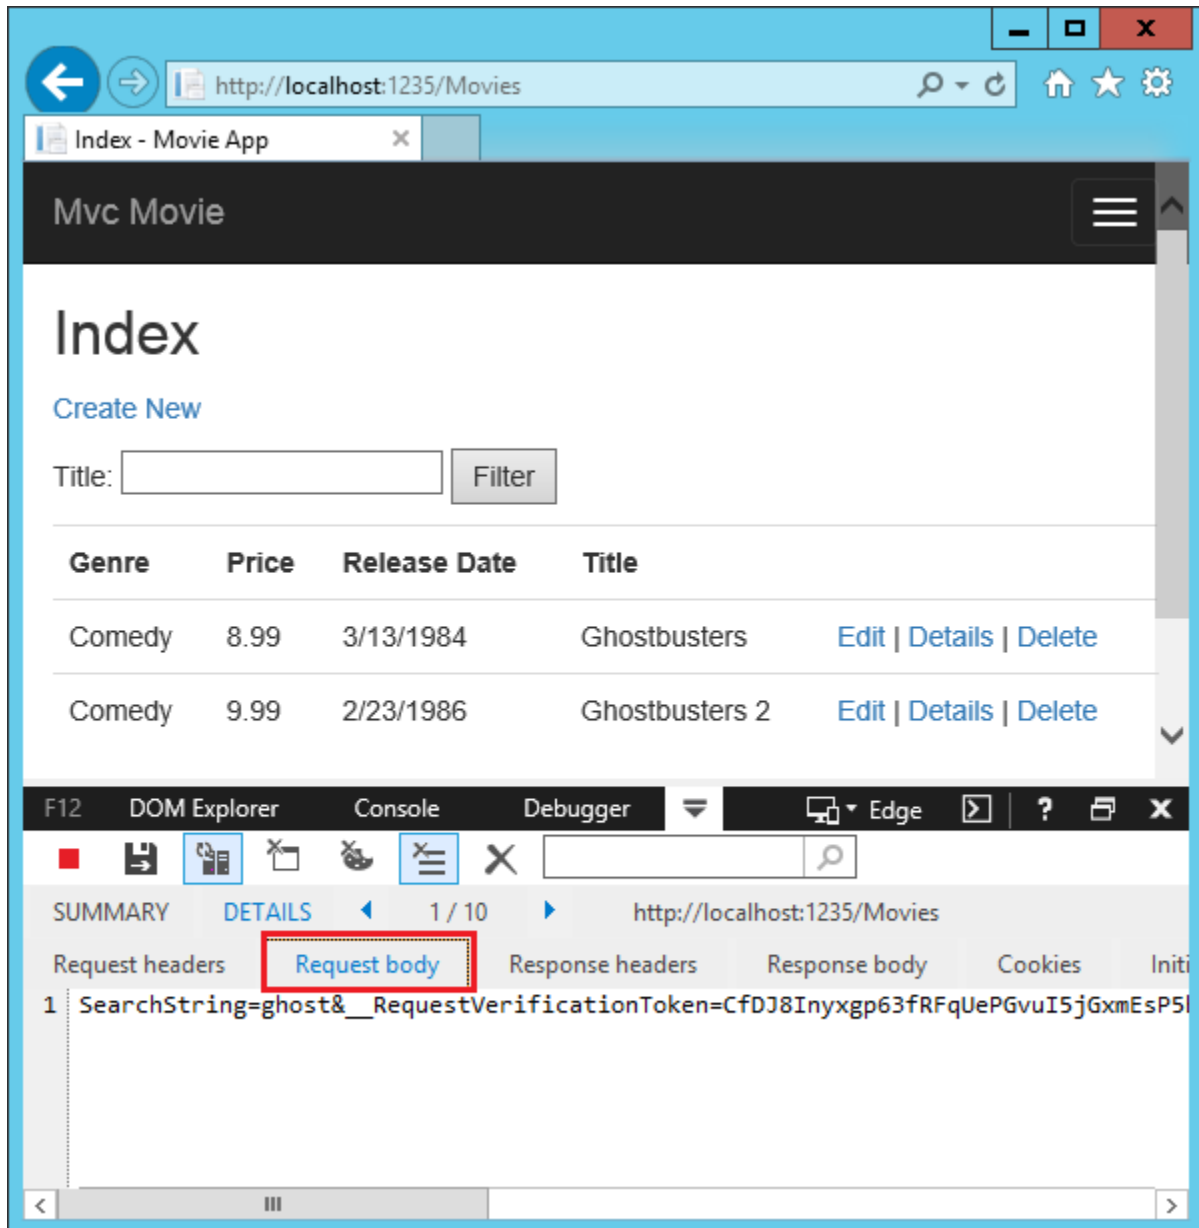 http://localhost:1235/Movies
Index - Movie App
Mvc Movie
Index
Create New
Title: Filter
Genre Price Release Date Title
Comedy 8.99 3/13/1984 Ghostbusters Edit | Details | Delete
Comedy 9.99 2/23/1986 Ghostbusters 2 Edit | Details | Delete
F12 DOM Explorer Console Debugger Edge ?
SUMMARY DETAILS 1 / 10 http://localhost:1235/Movies
Request headers Request body Response headers Response body Cookies Initi
1 SearchString=ghost&__RequestVerificationToken=CfDJ8Inyxgp63fRFqUePGvuI5jGxmEsP5